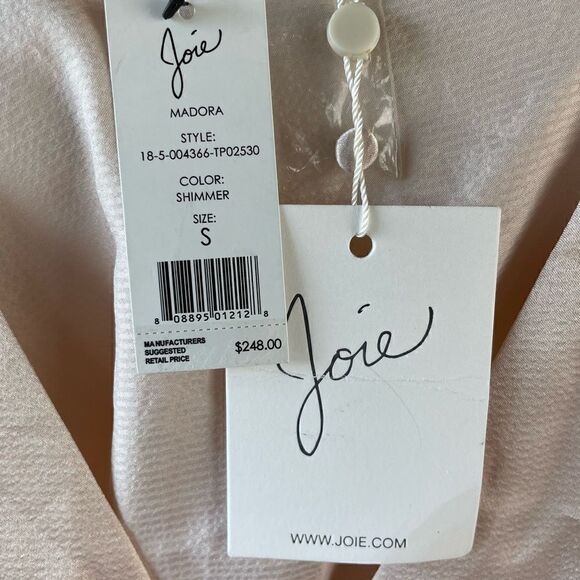 Joie
MADORA
STYLE:
18-5-004366-TP02530
COLOR:
SHIMMER
SIZE:
S
8 08895 01212 8
MANUFACTURERS
SUGGESTED
RETAIL PRICE
$248.00
Joie
WWW.JOIE.COM